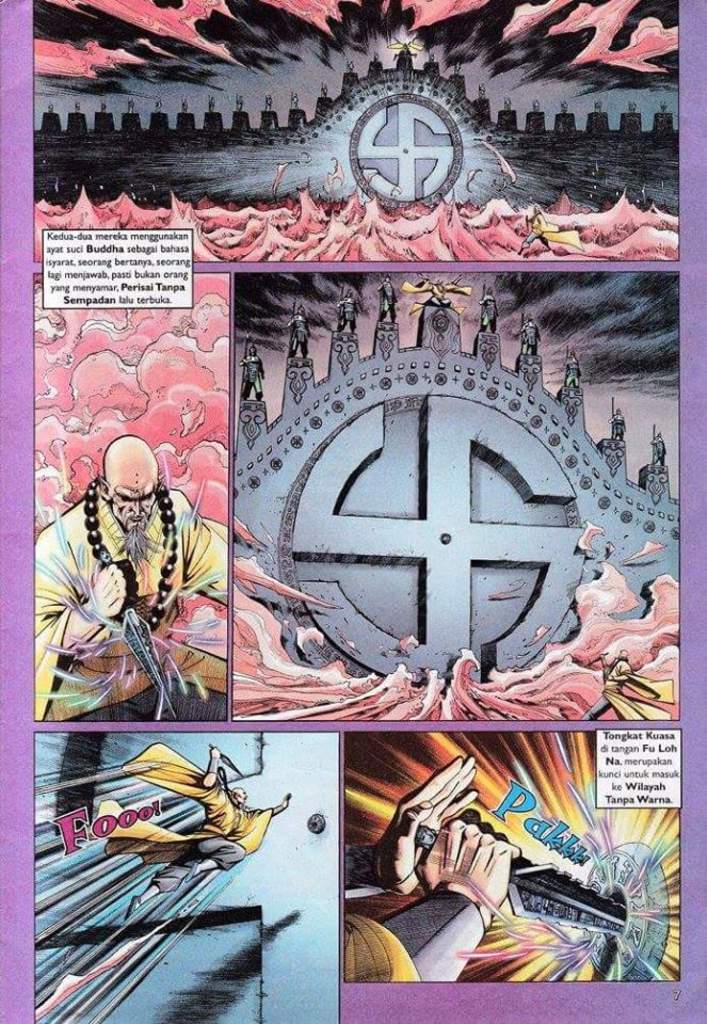 Kedua-dua mereka menggunakan
ayat suci Buddha sebagai bahasa
isyarat, seorang bertanya, seorang
lagi menjawab, pasti bukan orang
yang menyamar, Perisai Tanpa
Sempadan lalu terbuka.
Fooo!
Tongkat Kuasa
di tangan Fu Loh
Na, merupakan
kunci untuk masuk
ke Wilayah
Tanpa Warna.
Pakkk!
7